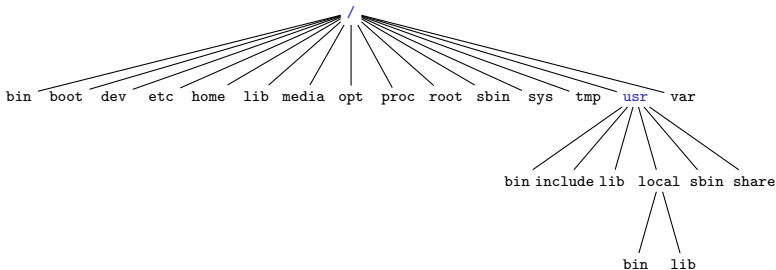 /
bin boot dev etc home lib media opt proc root sbin sys tmp usr var
bin include lib local sbin share
bin lib